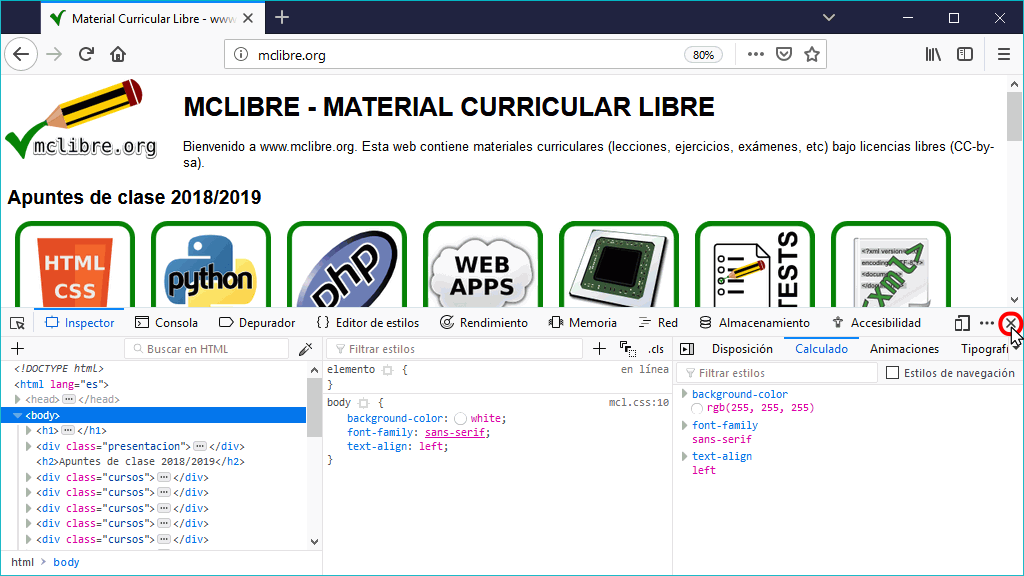 Material Curricular Libre - www
mclibre.org
80%
mclibre.org
MCLIBRE - MATERIAL CURRICULAR LIBRE
Bienvenido a www.mclibre.org. Esta web contiene materiales curriculares (lecciones, ejercicios, exámenes, etc) bajo licencias libres (CC-by-
sa).
Apuntes de clase 2018/2019
HTML
CSS
python
php
WEB
APPS
TESTS
<?xml version=
encoding=
<docum
xml?
</docu
Inspector Consola Depurador {} Editor de estilos Rendimiento Memoria Red Almacenamiento Accesibilidad
+ Buscar en HTML Filtrar estilos + .cls Disposición Calculado Animaciones Tipografí
<!DOCTYPE html>
<html lang="es">
<head> </head>
<body>
<h1> </h1>
<div class="presentacion"> </div>
<h2>Apuntes de clase 2018/2019</h2>
<div class="cursos"> </div>
<div class="cursos"> </div>
<div class="cursos"> </div>
<div class="cursos"> </div>
<div class="cursos"> </div>
html > body
elemento { en línea
}
body { mcl.css:10
background-color: white;
font-family: sans-serif;
text-align: left;
}
Filtrar estilos Estilos de navegación
background-color
rgb(255, 255, 255)
font-family
sans-serif
text-align
left